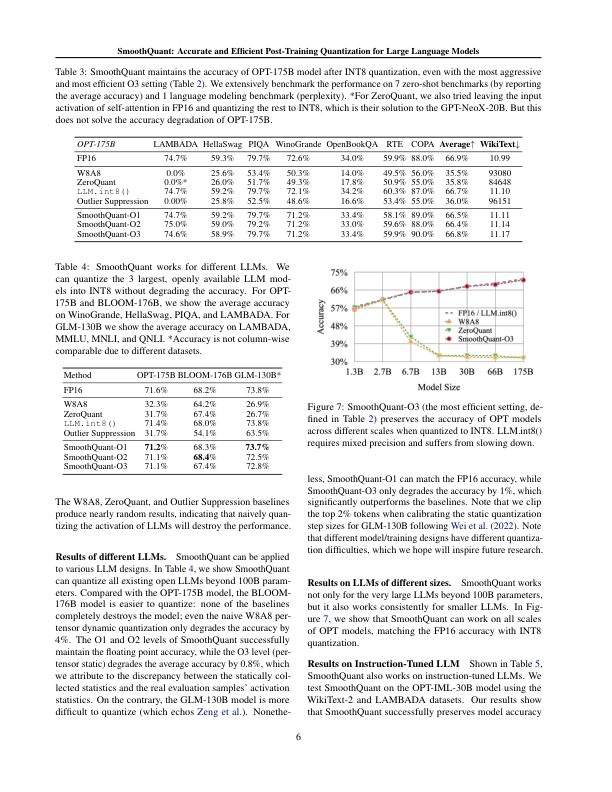 SmoothQuant: Accurate and Efficient Post-Training Quantization for Large Language Models
Table 3: SmoothQuant maintains the accuracy of OPT-175B model after INT8 quantization, even with the most aggressive
and most efficient O3 setting (Table 2). We extensively benchmark the performance on 7 zero-shot benchmarks (by reporting
the average accuracy) and 1 language modeling benchmark (perplexity). *For ZeroQuant, we also tried leaving the input
activation of self-attention in FP16 and quantizing the rest to INT8, which is their solution to the GPT-NeoX-20B. But this
does not solve the accuracy degradation of OPT-175B.
OPT-175B LAMBADA HellaSwag PIQA WinoGrande OpenBookQA RTE COPA Average↑ WikiText↓
FP16 74.7% 59.3% 79.7% 72.6% 34.0% 59.9% 88.0% 66.9% 10.99
W8A8 0.0% 25.6% 53.4% 50.3% 14.0% 49.5% 56.0% 35.5% 93080
ZeroQuant 0.0%* 26.0% 51.7% 49.3% 17.8% 50.9% 55.0% 35.8% 84648
LLM.int8() 74.7% 59.2% 79.7% 72.1% 34.2% 60.3% 87.0% 66.7% 11.10
Outlier Suppression 0.00% 25.8% 52.5% 48.6% 16.6% 53.4% 55.0% 36.0% 96151
SmoothQuant-O1 74.7% 59.2% 79.7% 71.2% 33.4% 58.1% 89.0% 66.5% 11.11
SmoothQuant-O2 75.0% 59.0% 79.2% 71.2% 33.0% 59.6% 88.0% 66.4% 11.14
SmoothQuant-O3 74.6% 58.9% 79.7% 71.2% 33.4% 59.9% 90.0% 66.8% 11.17
Table 4: SmoothQuant works for different LLMs. We
can quantize the 3 largest, openly available LLM mod-
els into INT8 without degrading the accuracy. For OPT-
175B and BLOOM-176B, we show the average accuracy
on WinoGrande, HellaSwag, PIQA, and LAMBADA. For
GLM-130B we show the average accuracy on LAMBADA,
MMLU, MNLI, and QNLI. *Accuracy is not column-wise
comparable due to different datasets.
Method OPT-175B BLOOM-176B GLM-130B*
FP16 71.6% 68.2% 73.8%
W8A8 32.3% 64.2% 26.9%
ZeroQuant 31.7% 67.4% 26.7%
LLM.int8() 71.4% 68.0% 73.8%
Outlier Suppression 31.7% 54.1% 63.5%
SmoothQuant-O1 71.2% 68.3% 73.7%
SmoothQuant-O2 71.1% 68.4% 72.5%
SmoothQuant-O3 71.1% 67.4% 72.8%
The W8A8, ZeroQuant, and Outlier Suppression baselines
produce nearly random results, indicating that naively quan-
tizing the activation of LLMs will destroy the performance.
Results of different LLMs. SmoothQuant can be applied
to various LLM designs. In Table 4, we show SmoothQuant
can quantize all existing open LLMs beyond 100B param-
eters. Compared with the OPT-175B model, the BLOOM-
176B model is easier to quantize: none of the baselines
completely destroys the model; even the naive W8A8 per-
tensor dynamic quantization only degrades the accuracy by
4%. The O1 and O2 levels of SmoothQuant successfully
maintain the floating point accuracy, while the O3 level (per-
tensor static) degrades the average accuracy by 0.8%, which
we attribute to the discrepancy between the statically col-
lected statistics and the real evaluation samples' activation
statistics. On the contrary, the GLM-130B model is more
difficult to quantize (which echos Zeng et al.). Nonethe-
75%
66%
57%
48%
39%
30%
Accuracy
FP16 / LLM.int8()
W8A8
ZeroQuant
SmoothQuant-O3
1.3B 2.7B 6.7B 13B 30B 66B 175B
Model Size
Figure 7: SmoothQuant-O3 (the most efficient setting, de-
fined in Table 2) preserves the accuracy of OPT models
across different scales when quantized to INT8. LLM.int8()
requires mixed precision and suffers from slowing down.
less, SmoothQuant-O1 can match the FP16 accuracy, while
SmoothQuant-O3 only degrades the accuracy by 1%, which
significantly outperforms the baselines. Note that we clip
the top 2% tokens when calibrating the static quantization
step sizes for GLM-130B following Wei et al. (2022). Note
that different model/training designs have different quantiza-
tion difficulties, which we hope will inspire future research.
Results on LLMs of different sizes. SmoothQuant works
not only for the very large LLMs beyond 100B parameters,
but it also works consistently for smaller LLMs. In Fig-
ure 7, we show that SmoothQuant can work on all scales
of OPT models, matching the FP16 accuracy with INT8
quantization.
Results on Instruction-Tuned LLM Shown in Table 5,
SmoothQuant also works on instruction-tuned LLMs. We
test SmoothQuant on the OPT-IML-30B model using the
WikiText-2 and LAMBADA datasets. Our results show
that SmoothQuant successfully preserves model accuracy
6